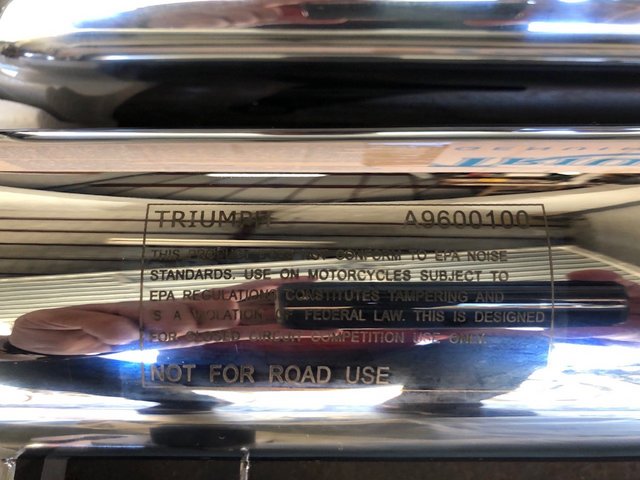 TRIUMPH A9600100
THIS PRODUCT DOES NOT CONFORM TO EPA NOISE
STANDARDS. USE ON MOTORCYCLES SUBJECT TO
EPA REGULATIONS CONSTITUTES TAMPERING AND
IS A VIOLATION OF FEDERAL LAW. THIS IS DESIGNED
FOR CLOSED CIRCUIT COMPETITION USE ONLY.
NOT FOR ROAD USE